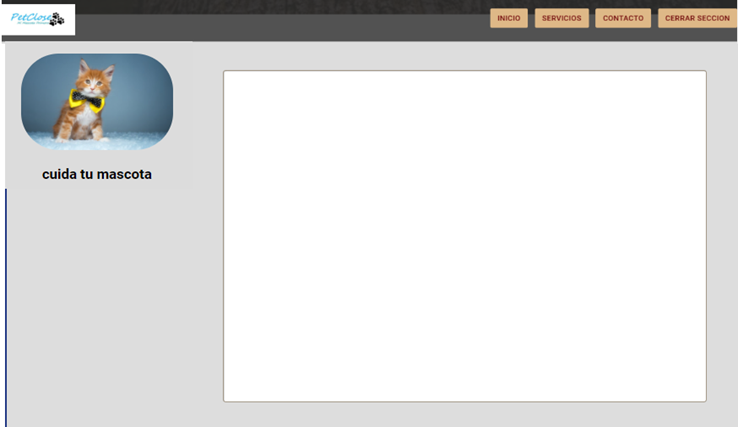 PetClose
INICIO
SERVICIOS
CONTACTO
CERRAR SECCION
cuida tu mascota